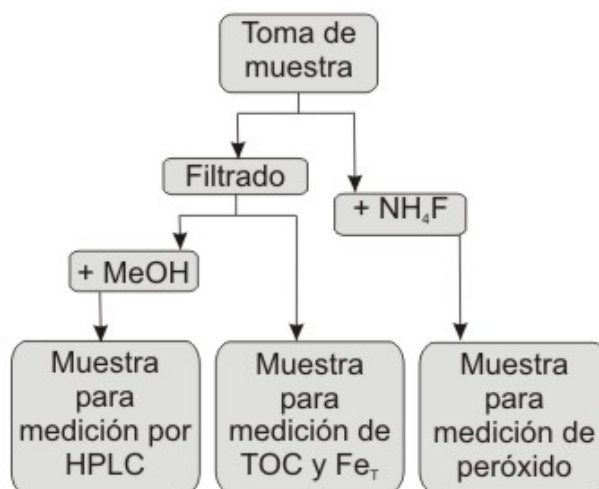 Toma de
muestra
Filtrado
+ NH₄F
+ MeOH
Muestra
para
medición por
HPLC
Muestra
para
medición de
TOC y Feₜ
Muestra
para
medición de
peróxido